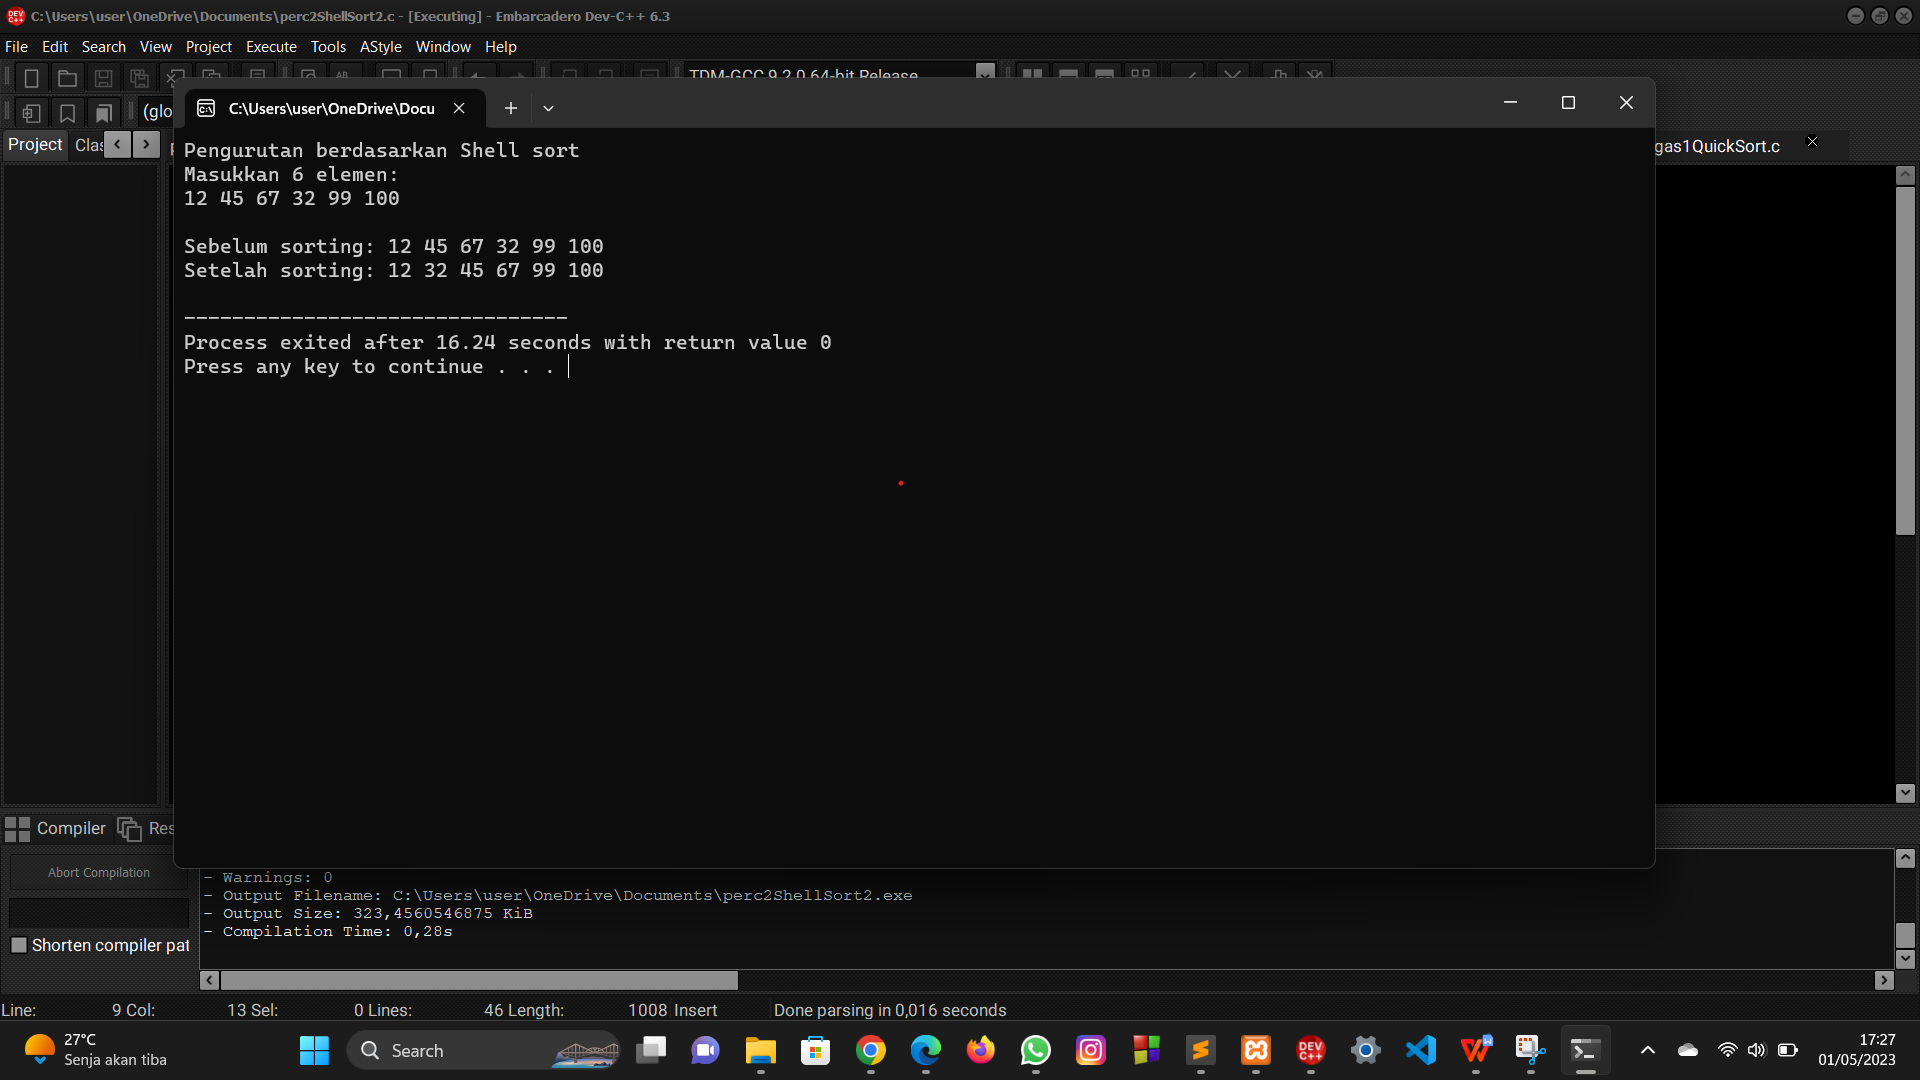 C:\Users\user\OneDrive\Documents\perc2ShellSort2.c - [Executing] - Embarcadero Dev-C++ 6.3
File Edit Search View Project Execute Tools AStyle Window Help
TDM-GCC 9.2.0 64-bit Release
(glo
C:\Users\user\OneDrive\Docu
Project Clas
gas1QuickSort.c
Pengurutan berdasarkan Shell sort
Masukkan 6 elemen:
12 45 67 32 99 100
Sebelum sorting: 12 45 67 32 99 100
Setelah sorting: 12 32 45 67 99 100
--------------------------------
Process exited after 16.24 seconds with return value 0
Press any key to continue . . .
Compiler Res
Abort Compilation
Shorten compiler pat
- Warnings: 0
- Output Filename: C:\Users\user\OneDrive\Documents\perc2ShellSort2.exe
- Output Size: 323,4560546875 KiB
- Compilation Time: 0,28s
Line: 9 Col: 13 Sel: 0 Lines: 46 Length: 1008 Insert Done parsing in 0,016 seconds
27°C
Senja akan tiba
Search
DEV C++
17:27
01/05/2023